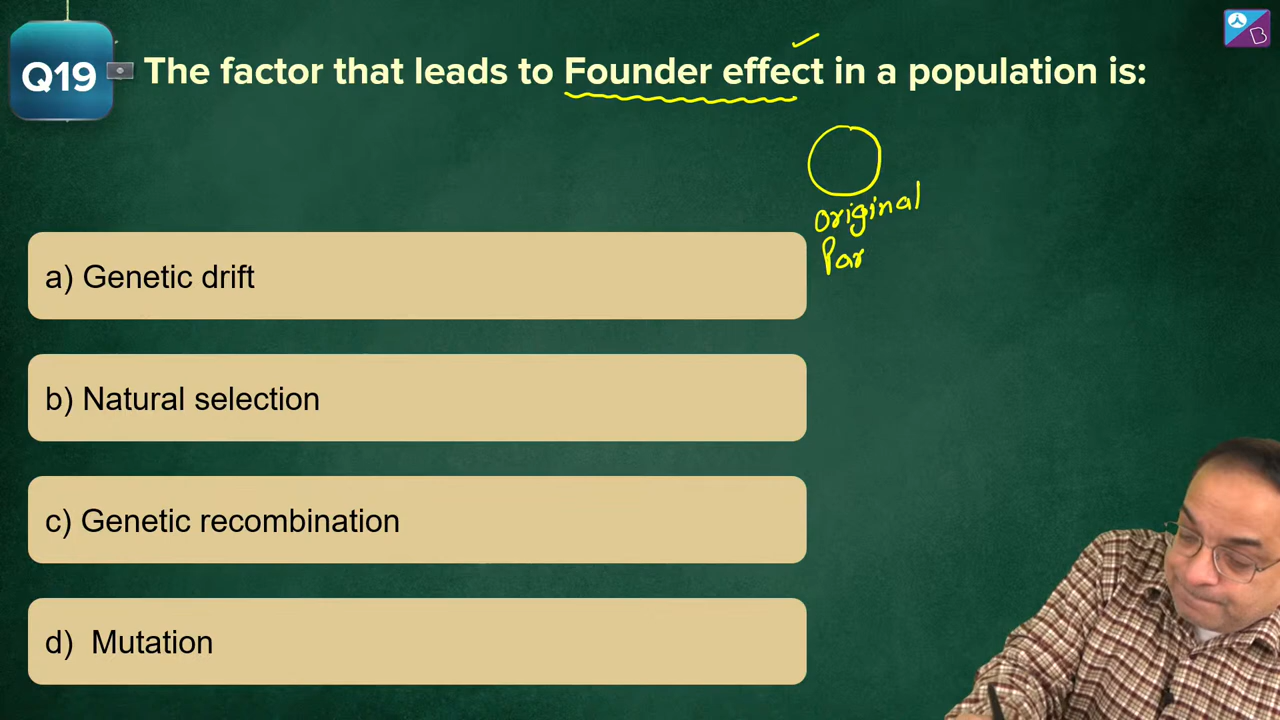 Q19
The factor that leads to Founder effect in a population is:
original
Par
a) Genetic drift
b) Natural selection
c) Genetic recombination
d) Mutation
B